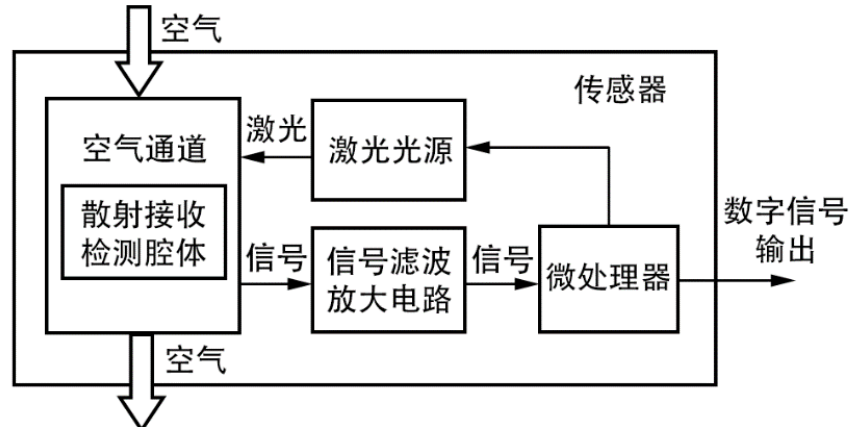 空气
传感器
空气通道
散射接收
检测腔体
激光
激光光源
信号
信号滤波
放大电路
信号
微处理器
数字信号
输出
空气